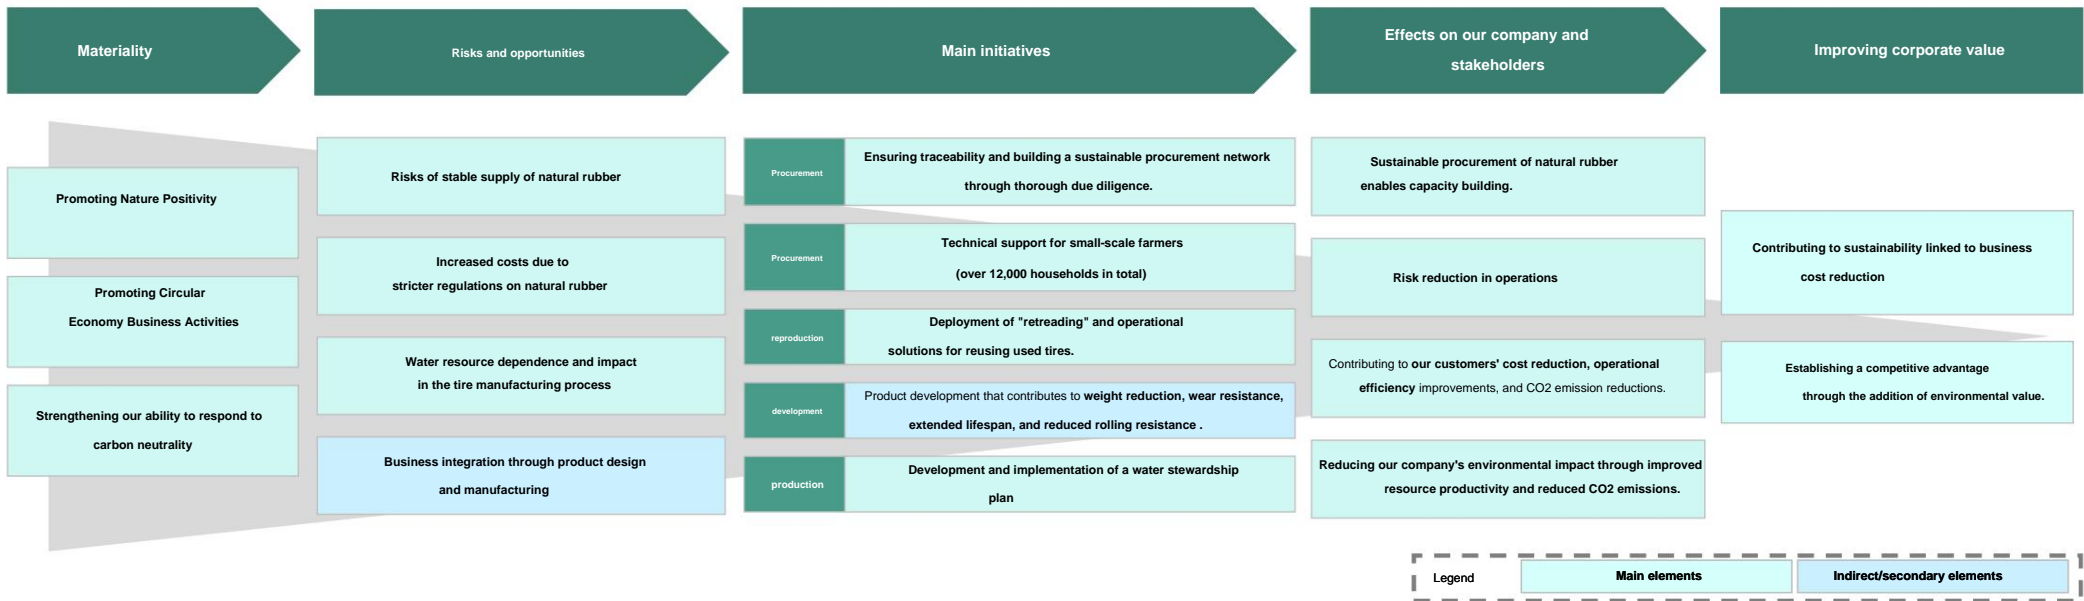 Materiality
Risks and opportunities
Main initiatives
Effects on our company and
stakeholders
Improving corporate value
Promoting Nature Positivity
Promoting Circular
Economy Business Activities
Strengthening our ability to respond to
carbon neutrality
Risks of stable supply of natural rubber
Increased costs due to
stricter regulations on natural rubber
Water resource dependence and impact
in the tire manufacturing process
Business integration through product design
and manufacturing
Procurement
Ensuring traceability and building a sustainable procurement network
through thorough due diligence.
Procurement
Technical support for small-scale farmers
(over 12,000 households in total)
reproduction
Deployment of "retreading" and operational
solutions for reusing used tires.
development
Product development that contributes to weight reduction, wear resistance,
extended lifespan, and reduced rolling resistance .
production
Development and implementation of a water stewardship
plan
Sustainable procurement of natural rubber
enables capacity building.
Risk reduction in operations
Contributing to our customers' cost reduction, operational
efficiency improvements, and CO2 emission reductions.
Reducing our company's environmental impact through improved
resource productivity and reduced CO2 emissions.
Contributing to sustainability linked to business
cost reduction
Establishing a competitive advantage
through the addition of environmental value.
Legend
Main elements
Indirect/secondary elements